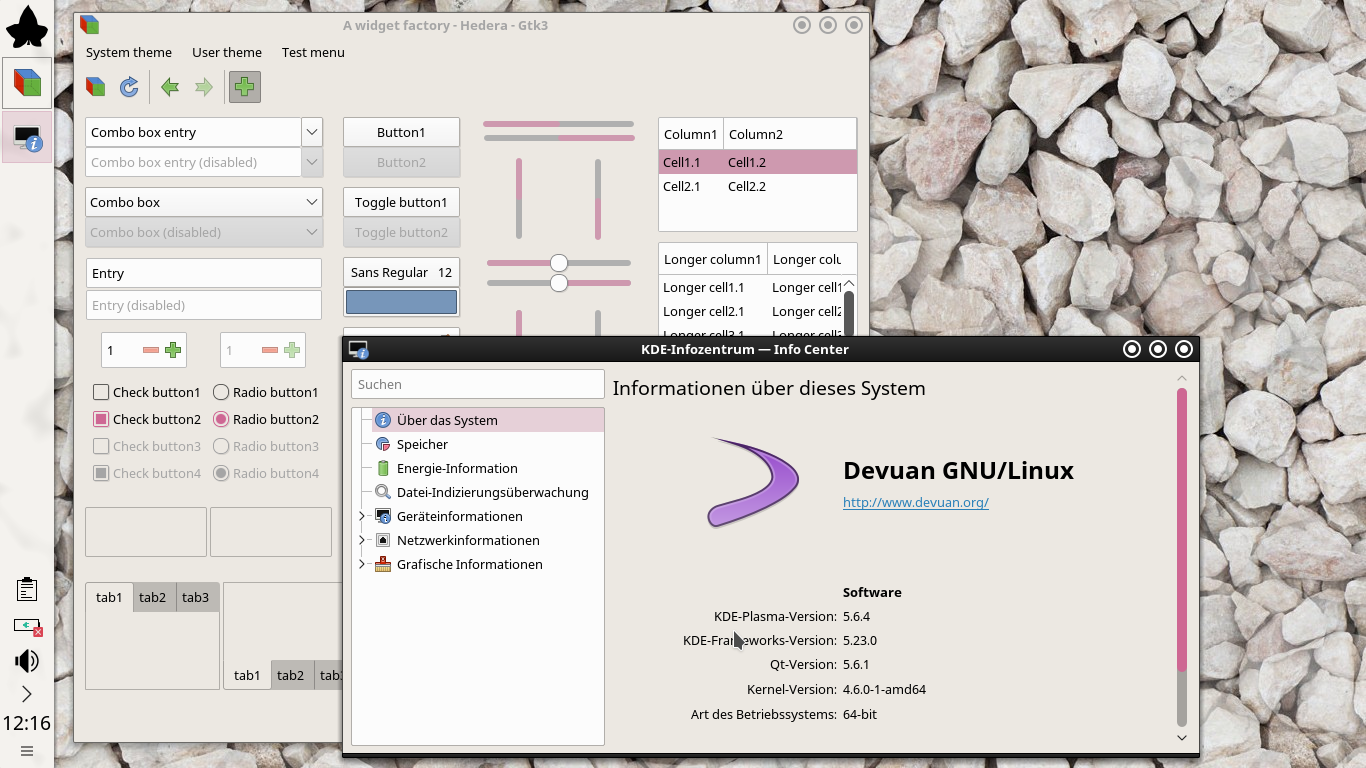 A widget factory - Hedera - Gtk3
System theme User theme Test menu
Combo box entry
Combo box entry (disabled)
Combo box
Combo box (disabled)
Entry
Entry (disabled)
1 1
Check button1 Radio button1
Check button2 Radio button2
Check button3 Radio button3
Check button4 Radio button4
tab1 tab2 tab3
tab1 tab2
Button1
Button2
Toggle button1
Toggle button2
Sans Regular 12
Column1 Column2
Cell1.1 Cell1.2
Cell2.1 Cell2.2
Longer column1 Longer colu
Longer cell1.1 Longer cell1
Longer cell2.1 Longer cell2
Longer cell3.1 Longer cell3
KDE-Infozentrum — Info Center
Suchen
Über das System
Speicher
Energie-Information
Datei-Indizierungsüberwachung
Geräteinformationen
Netzwerkinformationen
Grafische Informationen
Informationen über dieses System
Devuan GNU/Linux
http://www.devuan.org/
Software
KDE-Plasma-Version: 5.6.4
KDE-Frameworks-Version: 5.23.0
Qt-Version: 5.6.1
Kernel-Version: 4.6.0-1-amd64
Art des Betriebssystems: 64-bit
12:16